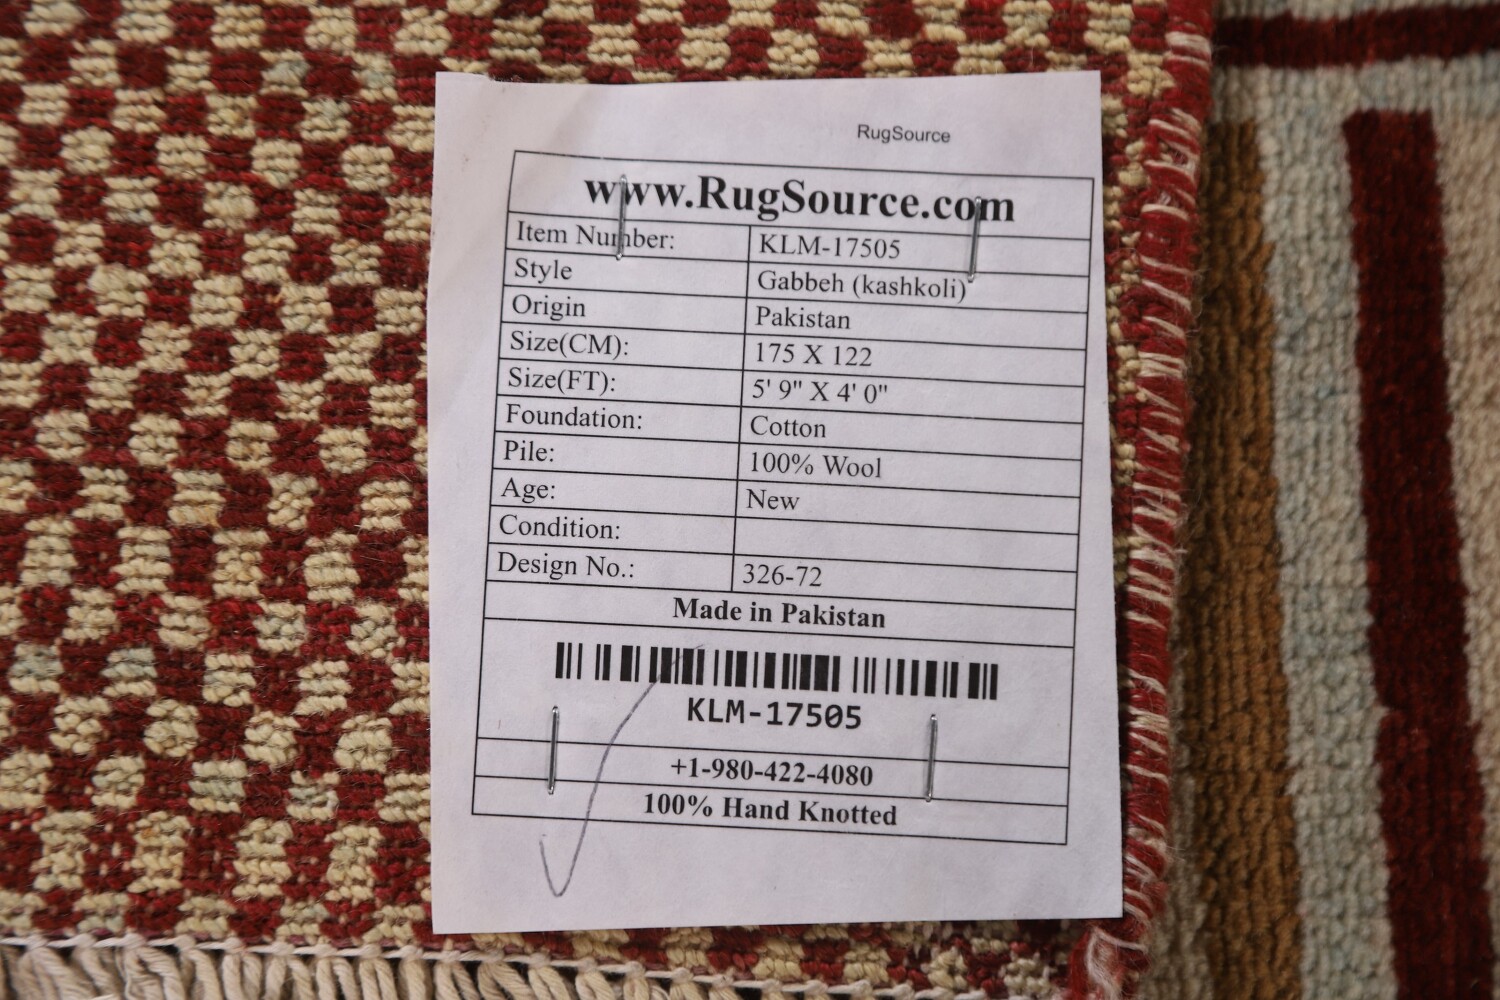 RugSource
www.RugSource.com
Item Number: KLM-17505
Style Gabbeh (kashkoli)
Origin Pakistan
Size(CM): 175 X 122
Size(FT): 5' 9" X 4' 0"
Foundation: Cotton
Pile: 100% Wool
Age: New
Condition:
Design No.: 326-72
Made in Pakistan
KLM-17505
+1-980-422-4080
100% Hand Knotted